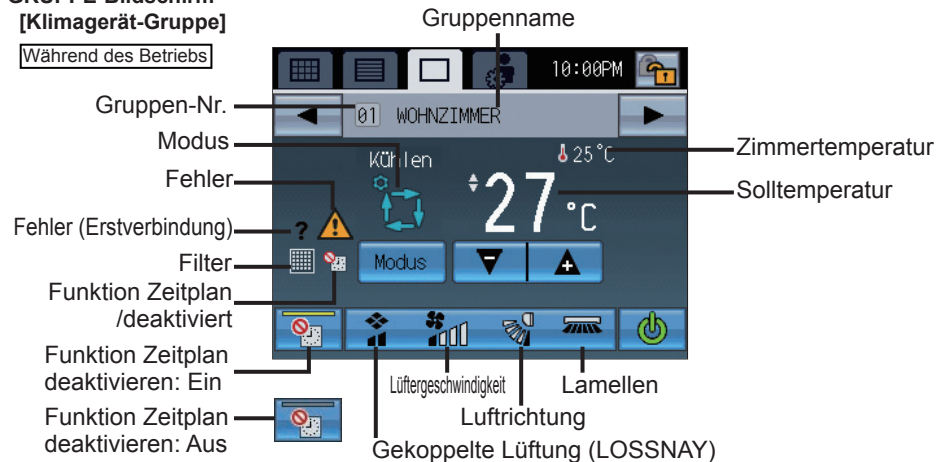 [Klimagerät-Gruppe]
Während des Betriebs
Gruppenname
10:00PM
Gruppen-Nr.
01 WOHNZIMMER
Modus
Kühlen
25°C
Zimmertemperatur
Fehler
27°C
Solltemperatur
Fehler (Erstverbindung)
?
Filter
Modus
Funktion Zeitplan
/deaktiviert
Funktion Zeitplan
deaktivieren: Ein
Lüftergeschwindigkeit
Lamellen
Luftrichtung
Funktion Zeitplan
deaktivieren: Aus
Gekoppelte Lüftung (LOSSNAY)